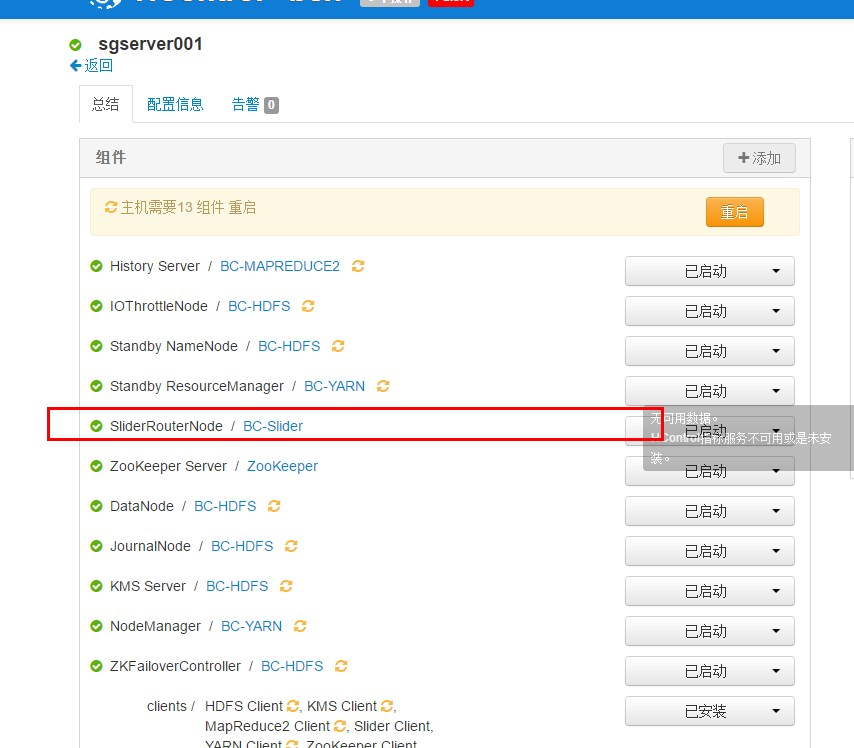 sgserver001
返回
总结 配置信息 告警 0
组件 添加
主机需要13 组件 重启 重启
History Server / BC-MAPREDUCE2 已启动
IOThrottleNode / BC-HDFS 已启动
Standby NameNode / BC-HDFS 已启动
Standby ResourceManager / BC-YARN 已启动
SliderRouterNode / BC-Slider 已启动
无可用数据。
HControl指标服务不可用或是未安
装。
ZooKeeper Server / ZooKeeper 已启动
DataNode / BC-HDFS 已启动
JournalNode / BC-HDFS 已启动
KMS Server / BC-HDFS 已启动
NodeManager / BC-YARN 已启动
ZKFailoverController / BC-HDFS 已启动
clients / HDFS Client , KMS Client , 已安装
MapReduce2 Client , Slider Client,
YARN Client , ZooKeeper Client